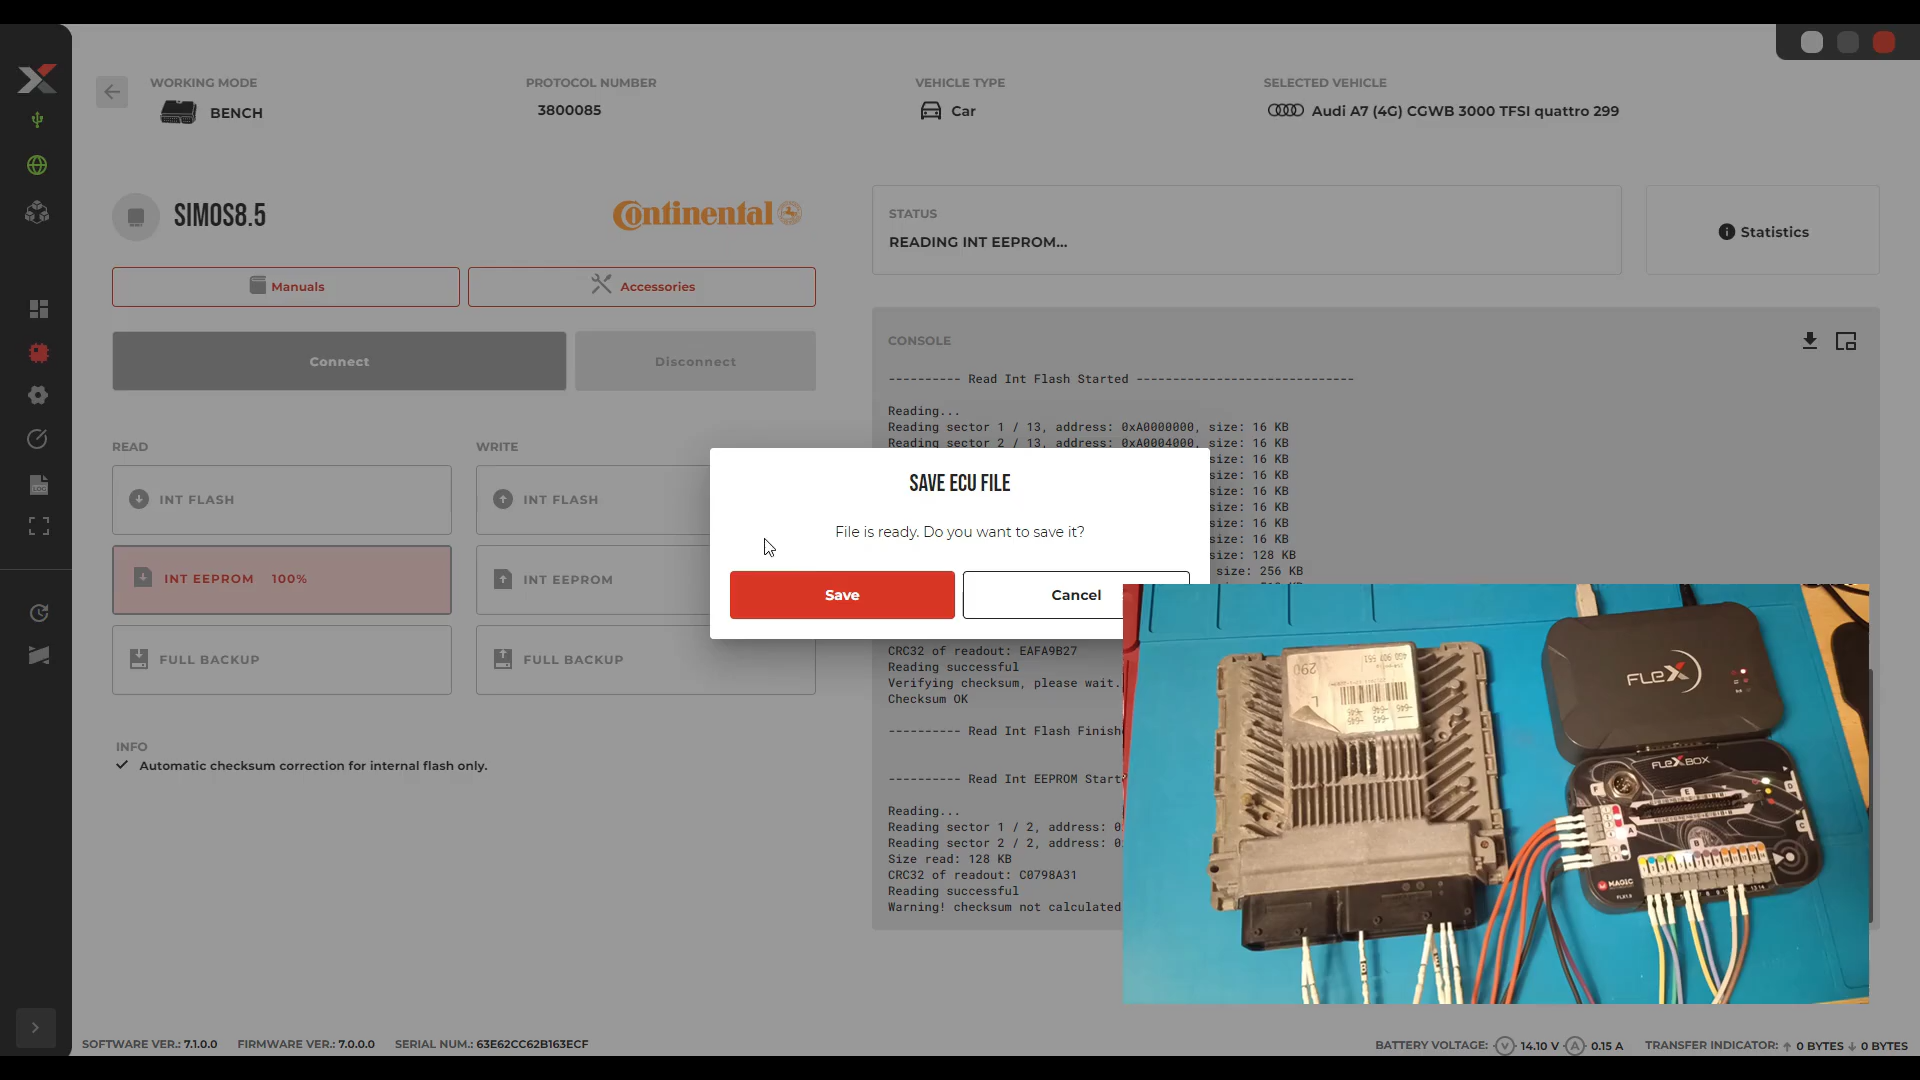 WORKING MODE
BENCH
PROTOCOL NUMBER
3800085
VEHICLE TYPE
Car
SELECTED VEHICLE
Audi A7 (4G) CGWB 3000 TFSI quattro 299
SIMOS8.5
Continental
Manuals
Accessories
Connect
Disconnect
READ
WRITE
INT FLASH
INT FLASH
INT EEPROM 100%
INT EEPROM
FULL BACKUP
FULL BACKUP
INFO
Automatic checksum correction for internal flash only.
STATUS
READING INT EEPROM...
Statistics
CONSOLE
---------- Read Int Flash Started ------------------------------
Reading...
Reading sector 1 / 13, address: 0xA0000000, size: 16 KB
Reading sector 2 / 13, address: 0xA0004000, size: 16 KB
size: 16 KB
size: 16 KB
size: 16 KB
size: 16 KB
size: 16 KB
size: 16 KB
size: 128 KB
size: 256 KB
SAVE ECU FILE
File is ready. Do you want to save it?
Save
Cancel
CRC32 of readout: EAFA9B27
Reading successful
Verifying checksum, please wait.
Checksum OK
---------- Read Int Flash Finish
---------- Read Int EEPROM Start
Reading...
Reading sector 1 / 2, address: 0
Reading sector 2 / 2, address: 0
Size read: 128 KB
CRC32 of readout: C0798A31
Reading successful
Warning! checksum not calculated
290
4G0 907 551
L
FLEX
FLEXBOX
F
E
D
C
A
B
MAGIC
SOFTWARE VER.: 7.1.0.0
FIRMWARE VER.: 7.0.0.0
SERIAL NUM.: 63E62CC62B163ECF
BATTERY VOLTAGE: V 14.10 V A 0.15 A
TRANSFER INDICATOR: 0 BYTES 0 BYTES